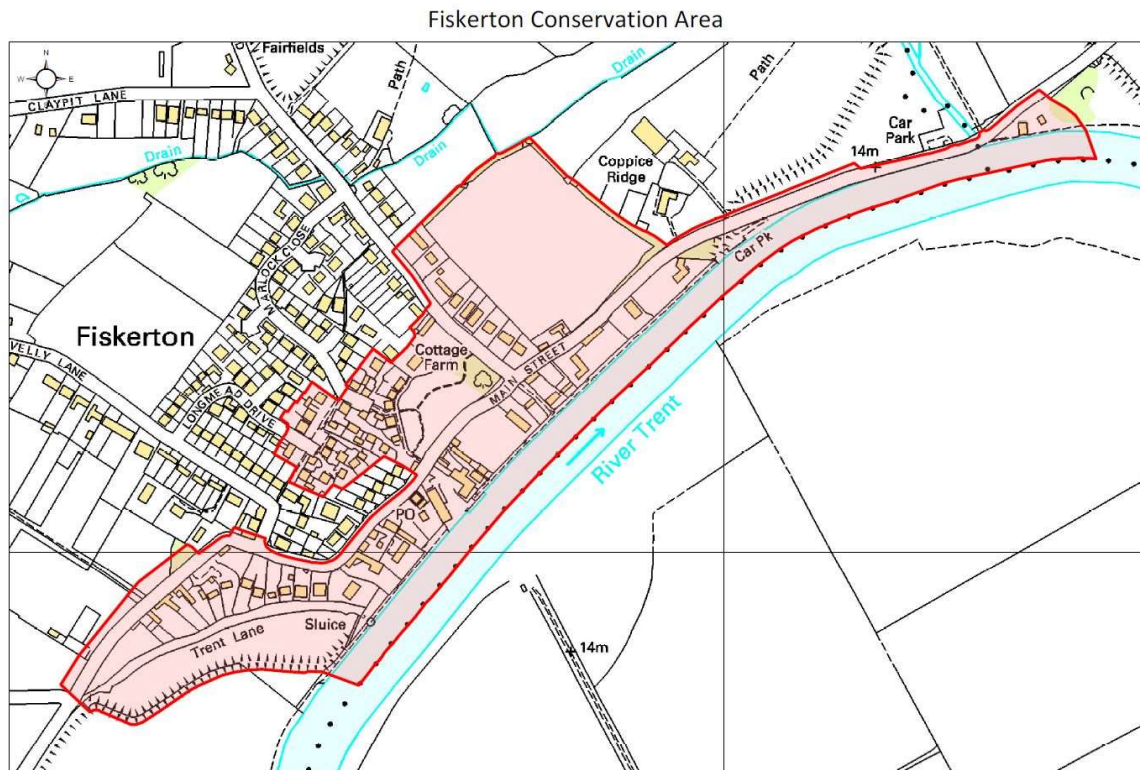 Fiskerton Conservation Area
N
W
E
Fairfields
CLAYPIT LANE
Path
Drain
Path
Drain
Drain
Car
Park
14m
Coppice
Ridge
MARLOCK CLOSE
Car Pk
Fiskerton
Cottage
Farm
MAIN STREET
VELLY LANE
LONGMEAD DRIVE
River Trent
PO
Trent Lane
Sluice
14m